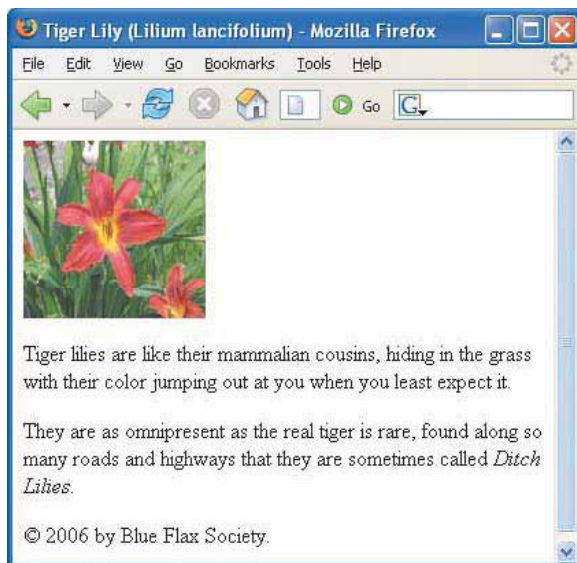 Tiger Lily (Lilium lancifolium) - Mozilla Firefox
File Edit View Go Bookmarks Tools Help
Go G
Tiger lilies are like their mammalian cousins, hiding in the grass
with their color jumping out at you when you least expect it.
They are as omnipresent as the real tiger is rare, found along so
many roads and highways that they are sometimes called Ditch
Lilies.
© 2006 by Blue Flax Society.